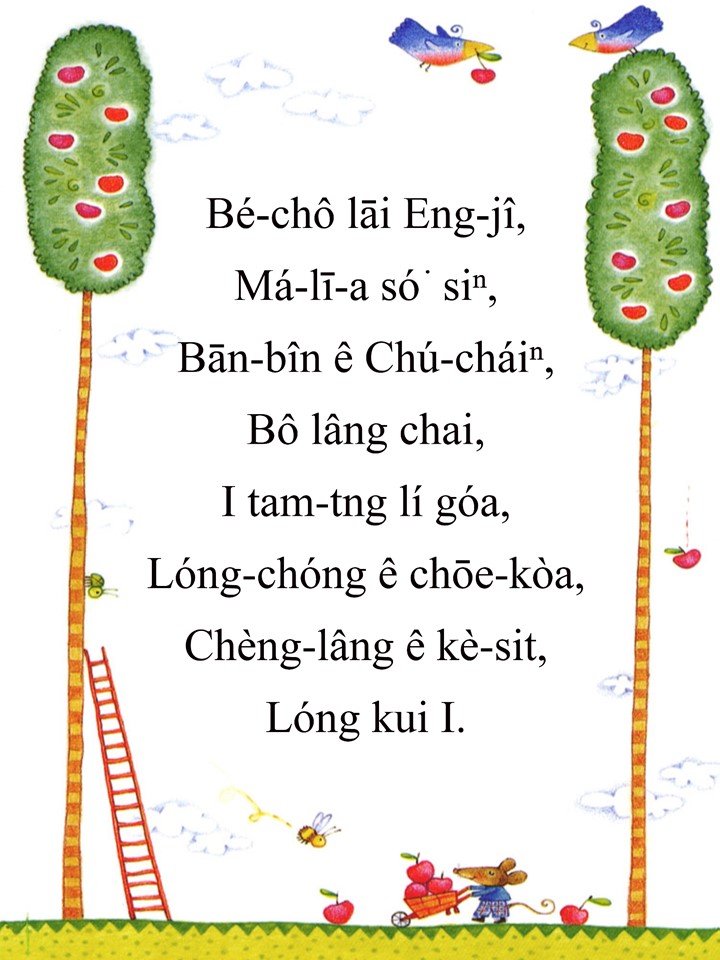 Bé-chô lāi Eng-jî,
Má-lī-a só͘ siⁿ,
Bān-bîn ê Chú-cháiⁿ,
Bô lâng chai,
I tam-tng lí góa,
Lóng-chóng ê chōe-kòa,
Chèng-lâng ê kè-sit,
Lóng kui I.